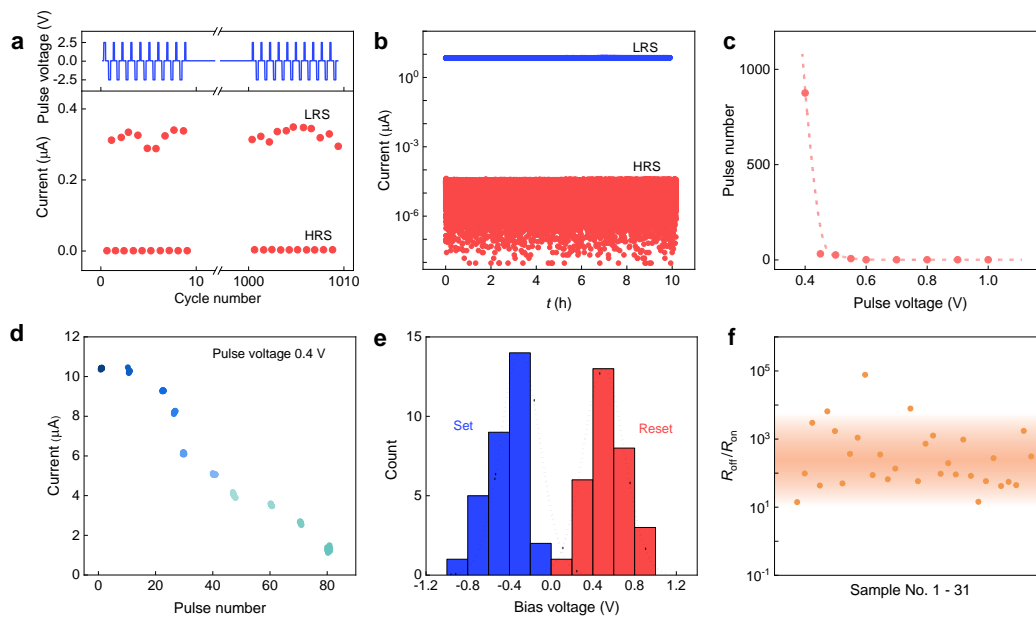 a
Pulse voltage (V)
2.5
0.0
-2.5
Current (μA)
0.4
0.2
0.0
LRS
HRS
0 10 1000 1010
Cycle number
b
Current (μA)
10^0
10^-3
10^-6
LRS
HRS
0 2 4 6 8 10
t (h)
c
Pulse number
1000
500
0
0.4 0.6 0.8 1.0
Pulse voltage (V)
d
Current (μA)
12
10
8
6
4
2
0
Pulse voltage 0.4 V
0 20 40 60 80
Pulse number
e
Count
15
10
5
0
Set
Reset
-1.2 -0.8 -0.4 0.0 0.4 0.8 1.2
Bias voltage (V)
f
R_off/R_on
10^5
10^3
10^1
10^-1
Sample No. 1 - 31